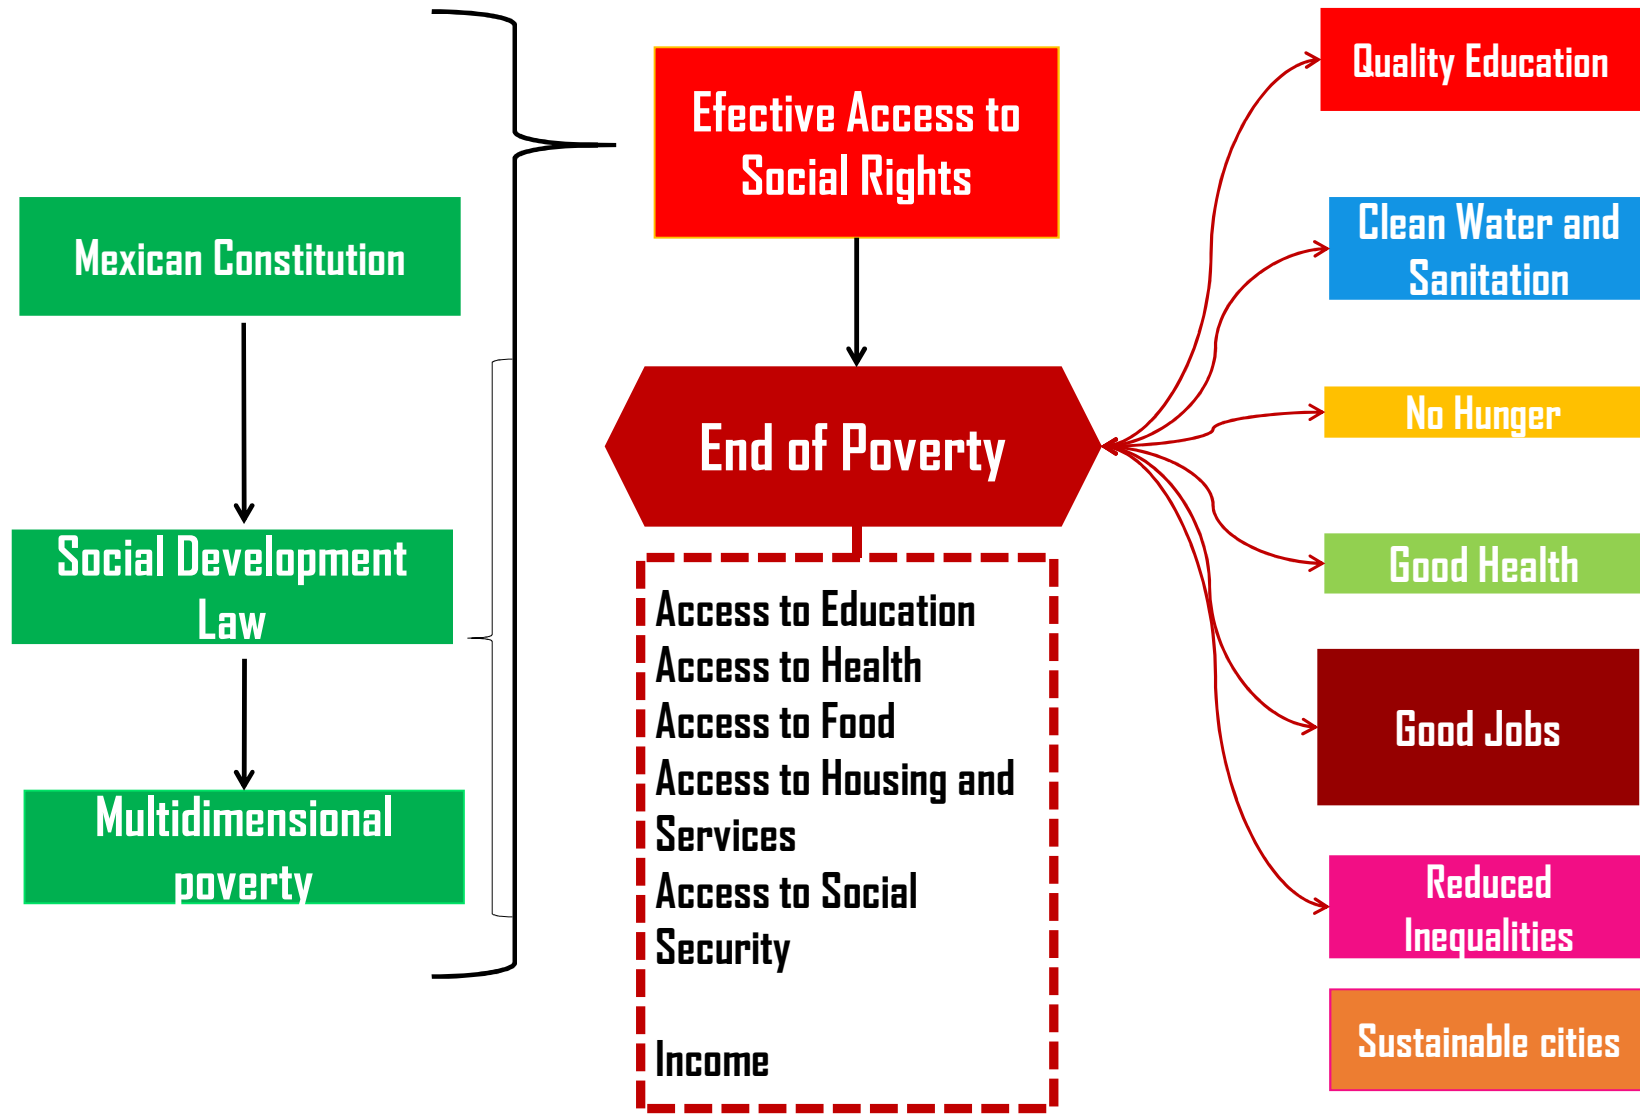 Mexican Constitution
Social Development
Law
Multidimensional
poverty
Efective Access to
Social Rights
End of Poverty
Access to Education
Access to Health
Access to Food
Access to Housing and
Services
Access to Social
Security
Income
Quality Education
Clean Water and
Sanitation
No Hunger
Good Health
Good Jobs
Reduced
Inequalities
Sustainable cities